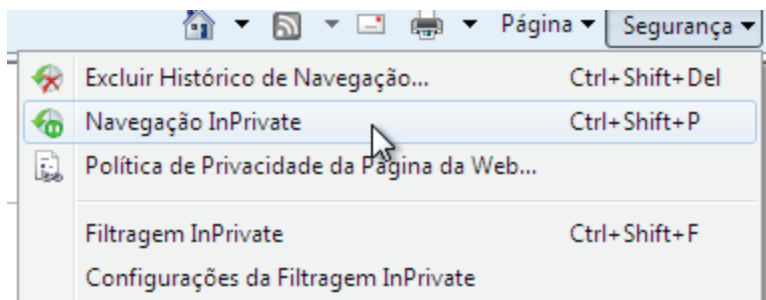 Página Segurança
Excluir Histórico de Navegação... Ctrl+Shift+Del
Navegação InPrivate Ctrl+Shift+P
Política de Privacidade da Página da Web...
Filtragem InPrivate Ctrl+Shift+F
Configurações da Filtragem InPrivate